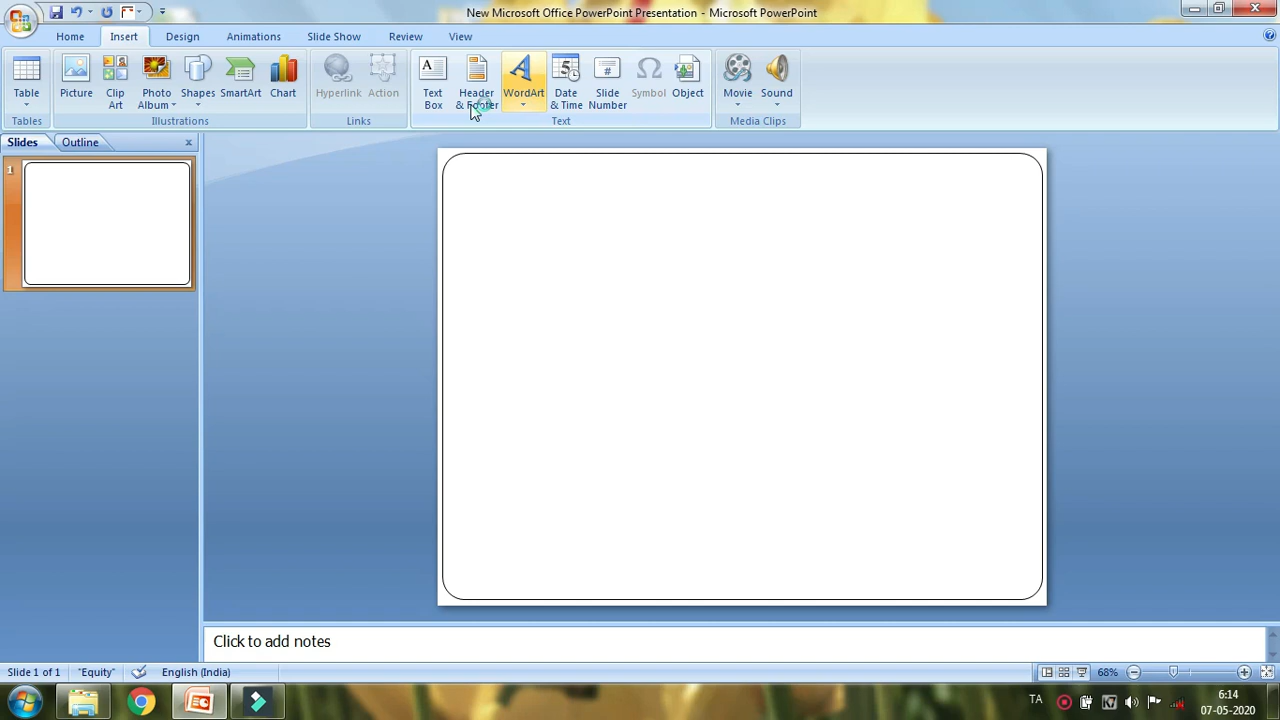 New Microsoft Office PowerPoint Presentation - Microsoft PowerPoint
Home Insert Design Animations Slide Show Review View
Table
Picture
Clip Art
Photo Album
Shapes
SmartArt
Chart
Hyperlink
Action
Text Box
Header & Footer
WordArt
Date & Time
Slide Number
Symbol
Object
Movie
Sound
Tables Illustrations Links Text Media Clips
Slides Outline
1
Click to add notes
Slide 1 of 1 "Equity" English (India) 68%
TA 6:14
07-05-2020